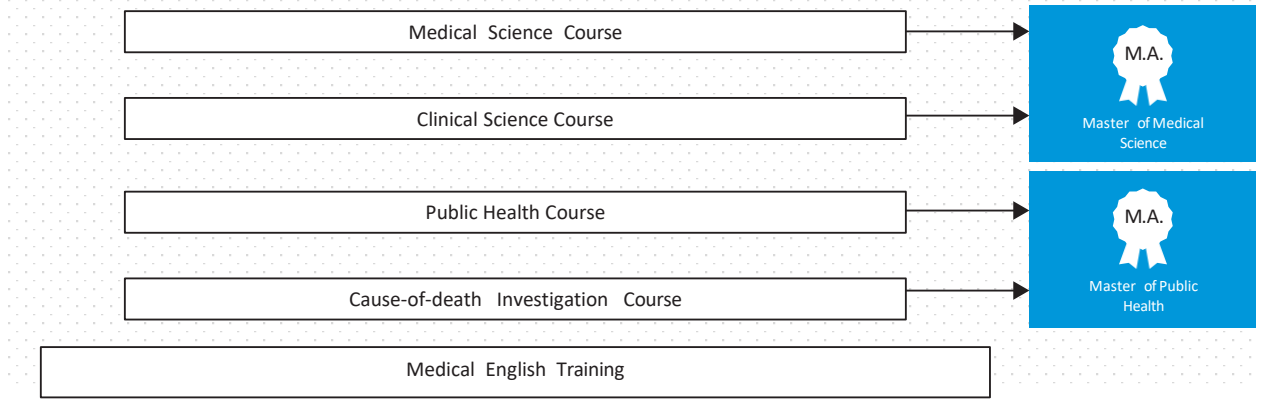 Medical Science Course
M.A.
Master of Medical
Science
Clinical Science Course
Public Health Course
M.A.
Master of Public
Health
Cause-of-death Investigation Course
Medical English Training